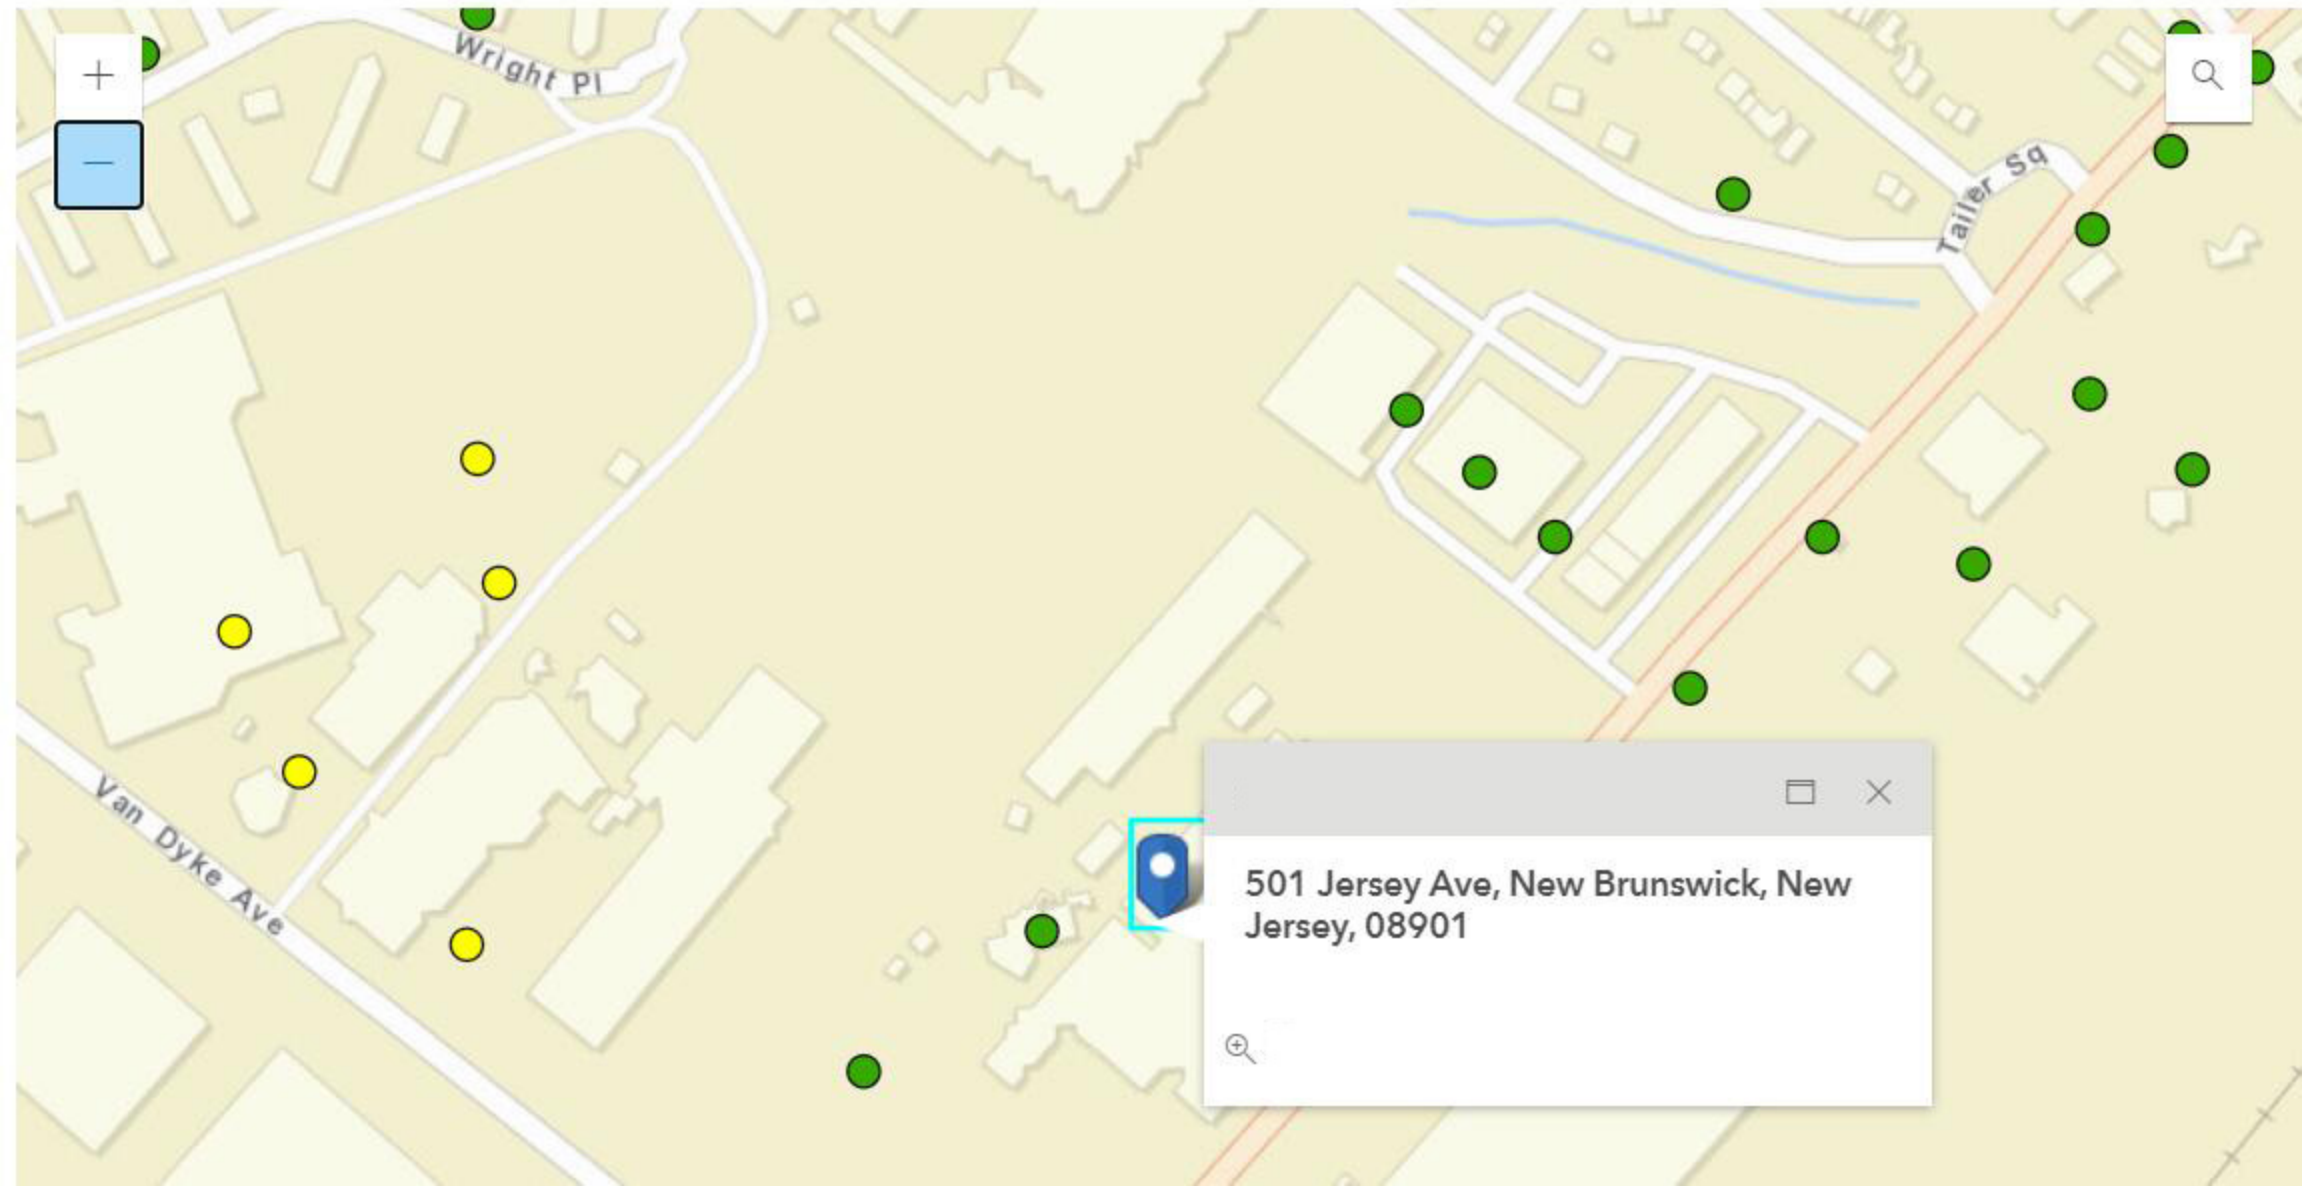 Wright Pl
Tailer Sq
Van Dyke Ave
501 Jersey Ave, New Brunswick, New
Jersey, 08901